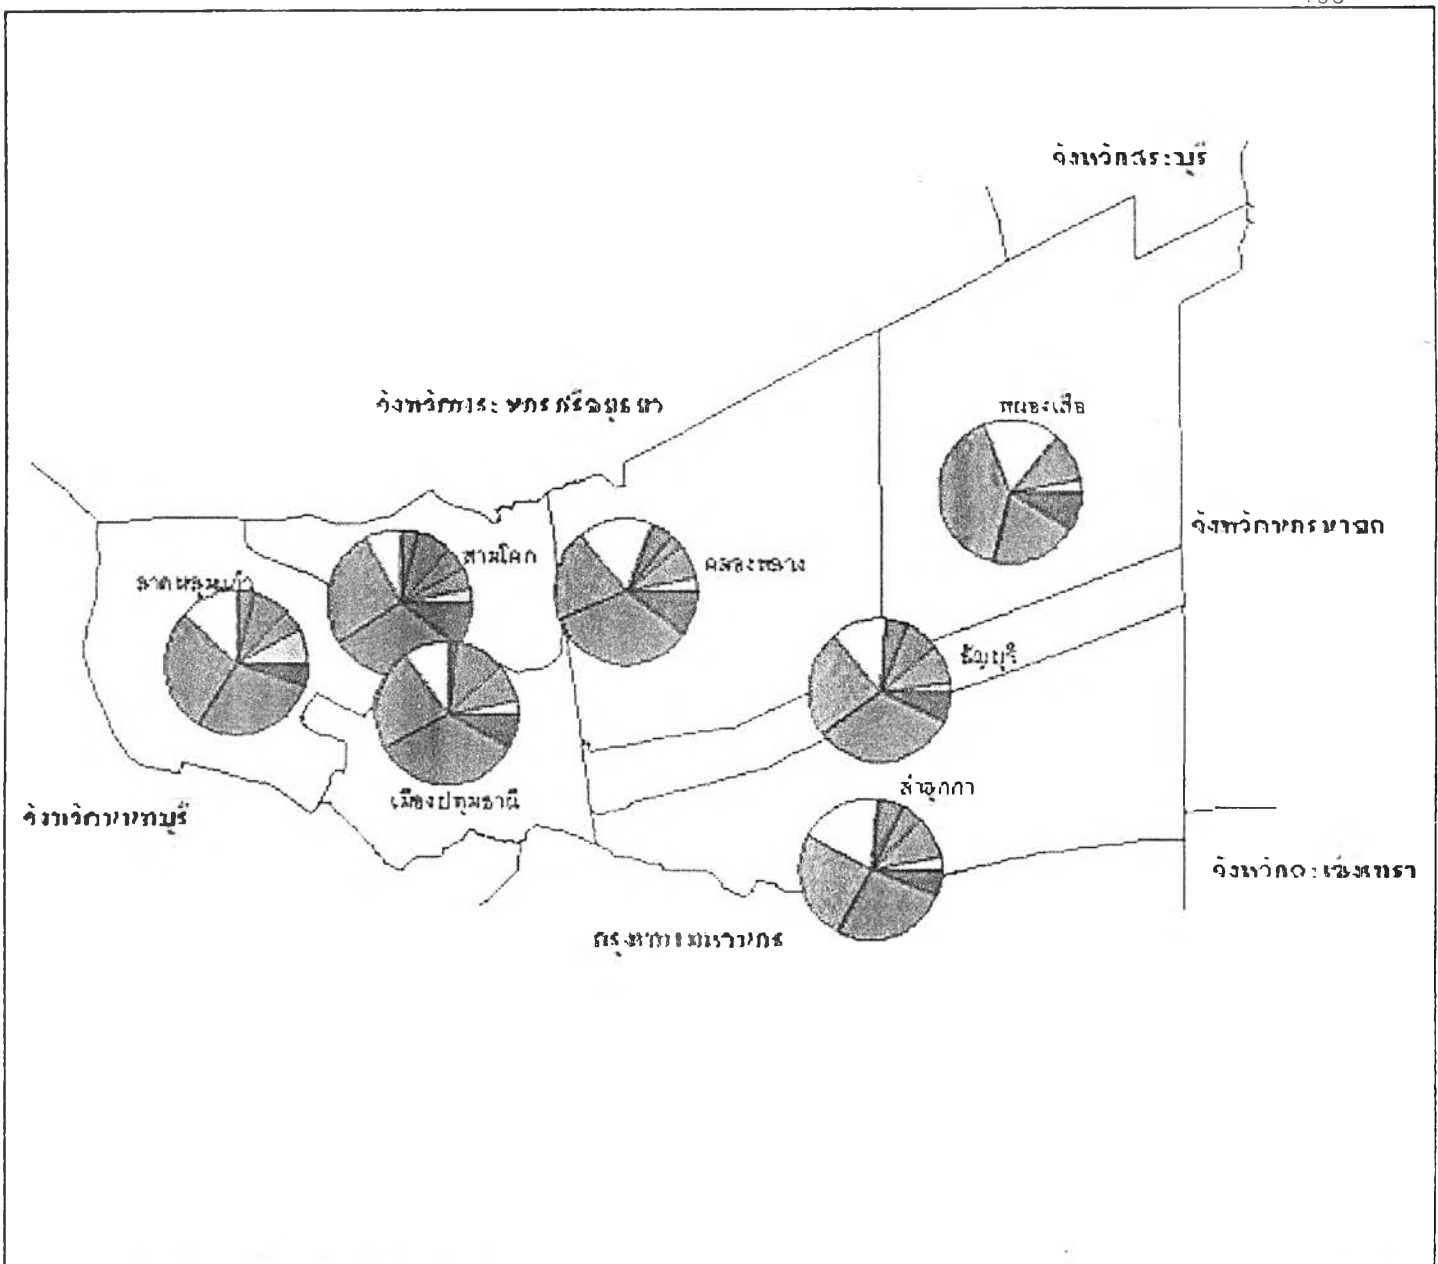 จังหวัดสระบุรี
จังหวัดพระนครศรีอยุธยา
หนองเสือ
จังหวัดนครนายก
สามโคก
คลองหลวง
ลาดหลุมแก้ว
ธัญบุรี
ลำลูกกา
เมืองปทุมธานี
จังหวัดนนทบุรี
จังหวัดฉะเชิงเทรา
กรุงเทพมหานคร